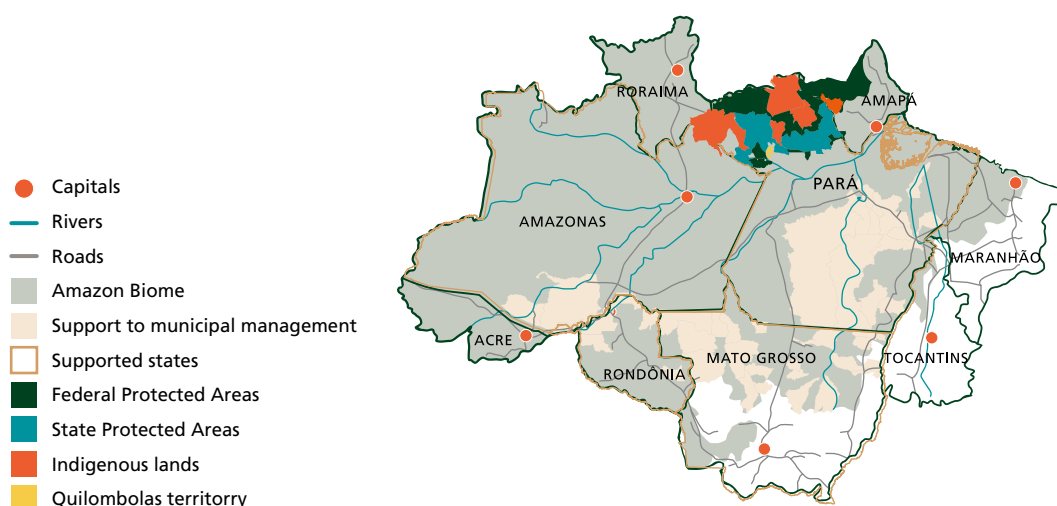 RORAIMA
AMAPÁ
PARÁ
AMAZONAS
MARANHÃO
ACRE
RONDÔNIA
MATO GROSSO
TOCANTINS
Capitals
Rivers
Roads
Amazon Biome
Support to municipal management
Supported states
Federal Protected Areas
State Protected Areas
Indigenous lands
Quilombolas territorry